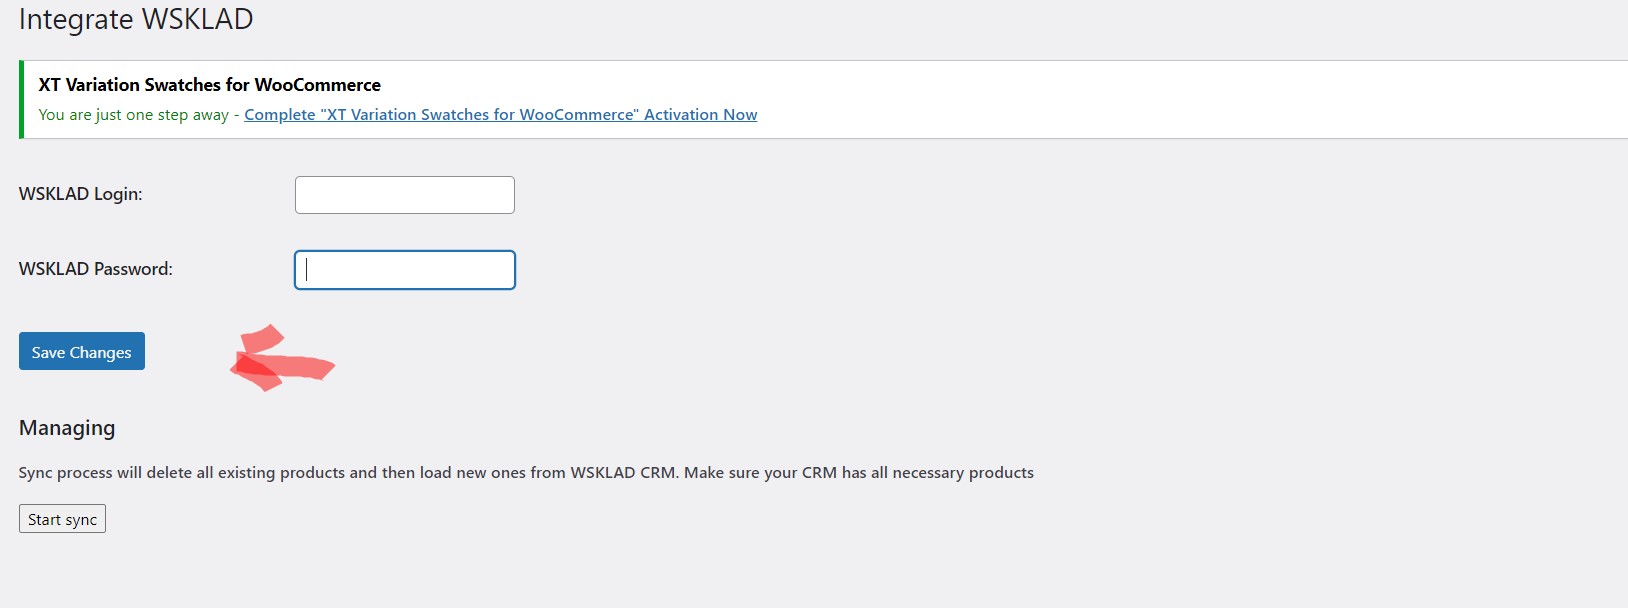 Integrate WSKLAD
XT Variation Swatches for WooCommerce
You are just one step away - Complete "XT Variation Swatches for WooCommerce" Activation Now
WSKLAD Login:
WSKLAD Password:
Save Changes
Managing
Sync process will delete all existing products and then load new ones from WSKLAD CRM. Make sure your CRM has all necessary products
Start sync